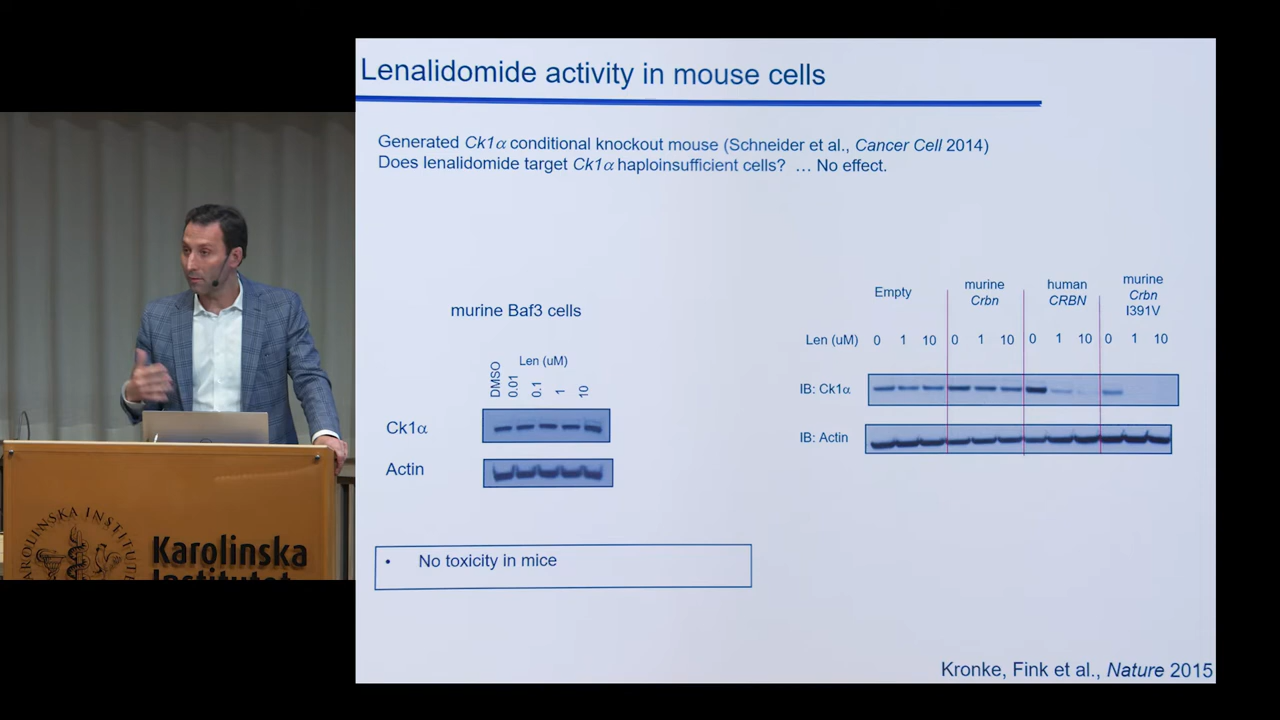 Lenalidomide activity in mouse cells
Generated Ck1α conditional knockout mouse (Schneider et al., Cancer Cell 2014)
Does lenalidomide target Ck1α haploinsufficient cells? … No effect.
murine Baf3 cells
Len (uM)
DMSO 0.01 0.1 1 10
Ck1α
Actin
Empty
murine
Crbn
human
CRBN
murine
Crbn
I391V
Len (uM) 0 1 10 0 1 10 0 1 10 0 1 10
IB: Ck1α
IB: Actin
• No toxicity in mice
Kronke, Fink et al., Nature 2015
KAROLINSKA INSTITUTE
Karolinska
Institutet